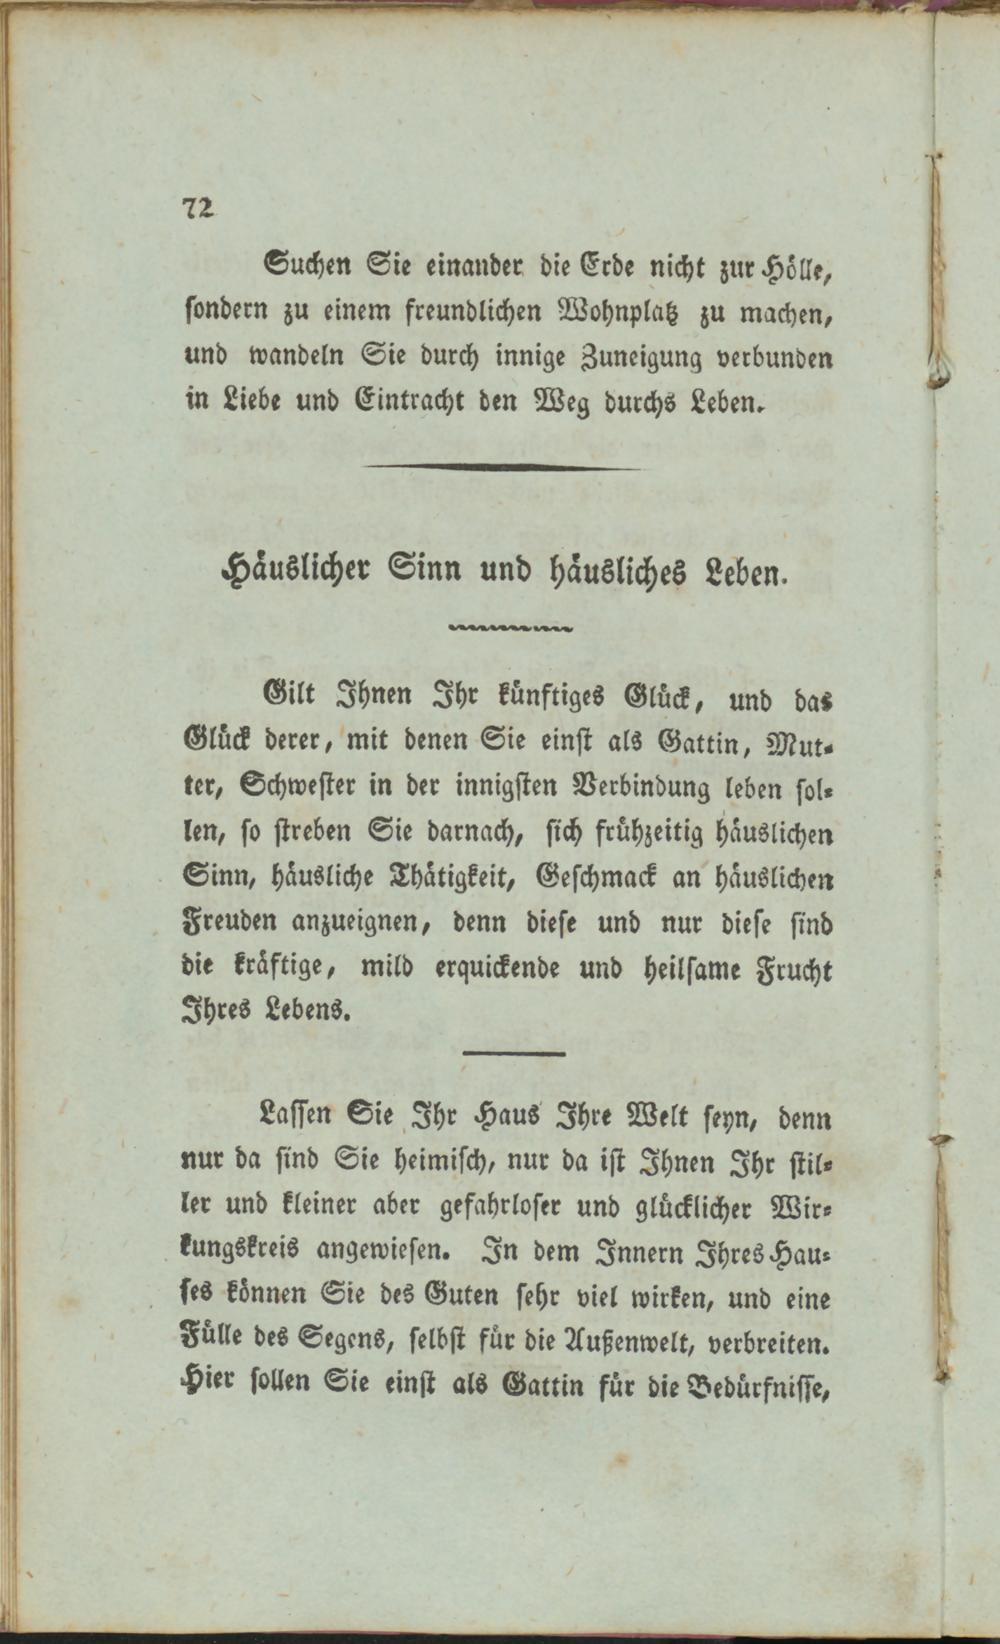 72
Suchen Sie einander die Erde nicht zur Hölle,
sondern zu einem freundlichen Wohnplatz zu machen,
und wandeln Sie durch innige Zuneigung verbunden
in Liebe und Eintracht den Weg durchs Leben.
Häuslicher Sinn und häusliches Leben.
Gilt Ihnen Ihr künftiges Glück, und das
Glück derer, mit denen Sie einst als Gattin, Mut-
ter, Schwester in der innigsten Verbindung leben sol-
len, so streben Sie darnach, sich frühzeitig häuslichen
Sinn, häusliche Thätigkeit, Geschmack an häuslichen
Freuden anzueignen, denn diese und nur diese sind
die kräftige, mild erquickende und heilsame Frucht
Ihres Lebens.
Lassen Sie Ihr Haus Ihre Welt seyn, denn
nur da sind Sie heimisch, nur da ist Ihnen Ihr stil-
ler und kleiner aber gefahrloser und glücklicher Wir-
kungskreis angewiesen. In dem Innern Ihres Hau-
ses können Sie des Guten sehr viel wirken, und eine
Fülle des Segens, selbst für die Außenwelt, verbreiten.
Hier sollen Sie einst als Gattin für die Bedürfnisse,